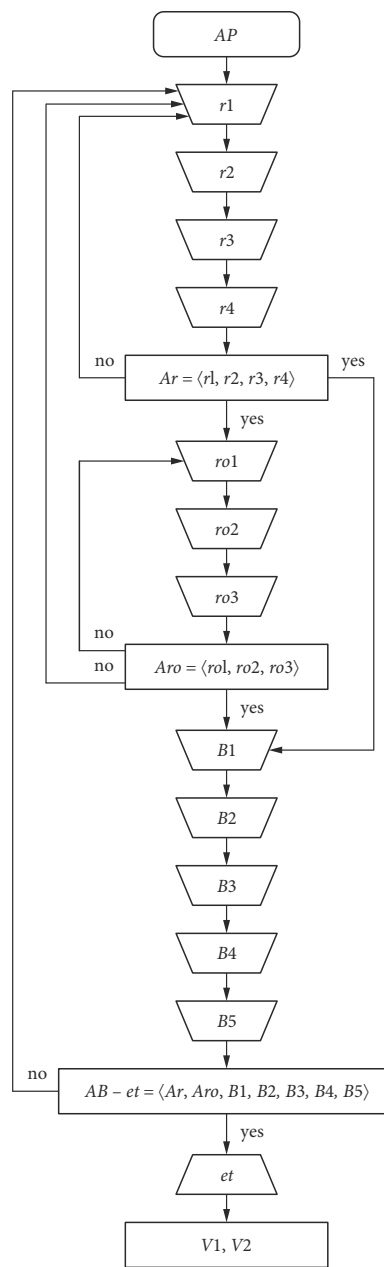 AP
r1
r2
r3
r4
no
yes
Ar = ⟨rl, r2, r3, r4⟩
yes
ro1
ro2
ro3
no
no
Aro = ⟨rol, ro2, ro3⟩
yes
B1
B2
B3
B4
B5
no
AB – et = ⟨Ar, Aro, B1, B2, B3, B4, B5⟩
yes
et
V1, V2